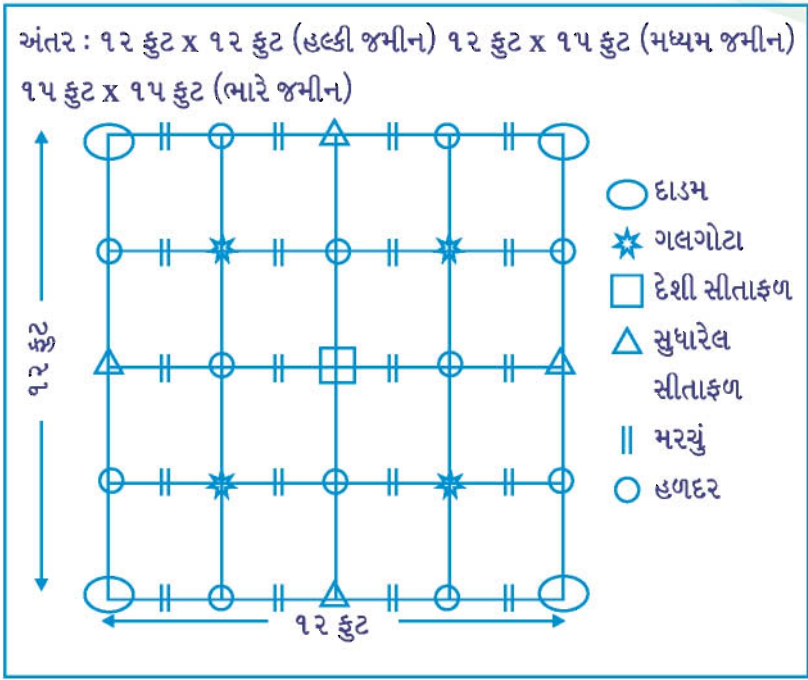 અંતર : ૧૨ ફુટ x ૧૨ ફુટ (હલ્કી જમીન) ૧૨ ફુટ x ૧૫ ફુટ (મધ્યમ જમીન)
૧૫ ફુટ x ૧૫ ફુટ (ભારે જમીન)
દાડમ
ગલગોટા
દેશી સીતાફળ
સુધારેલ
સીતાફળ
મરચું
હળદર
૧૨ ફુટ
૧૨ ફુટ